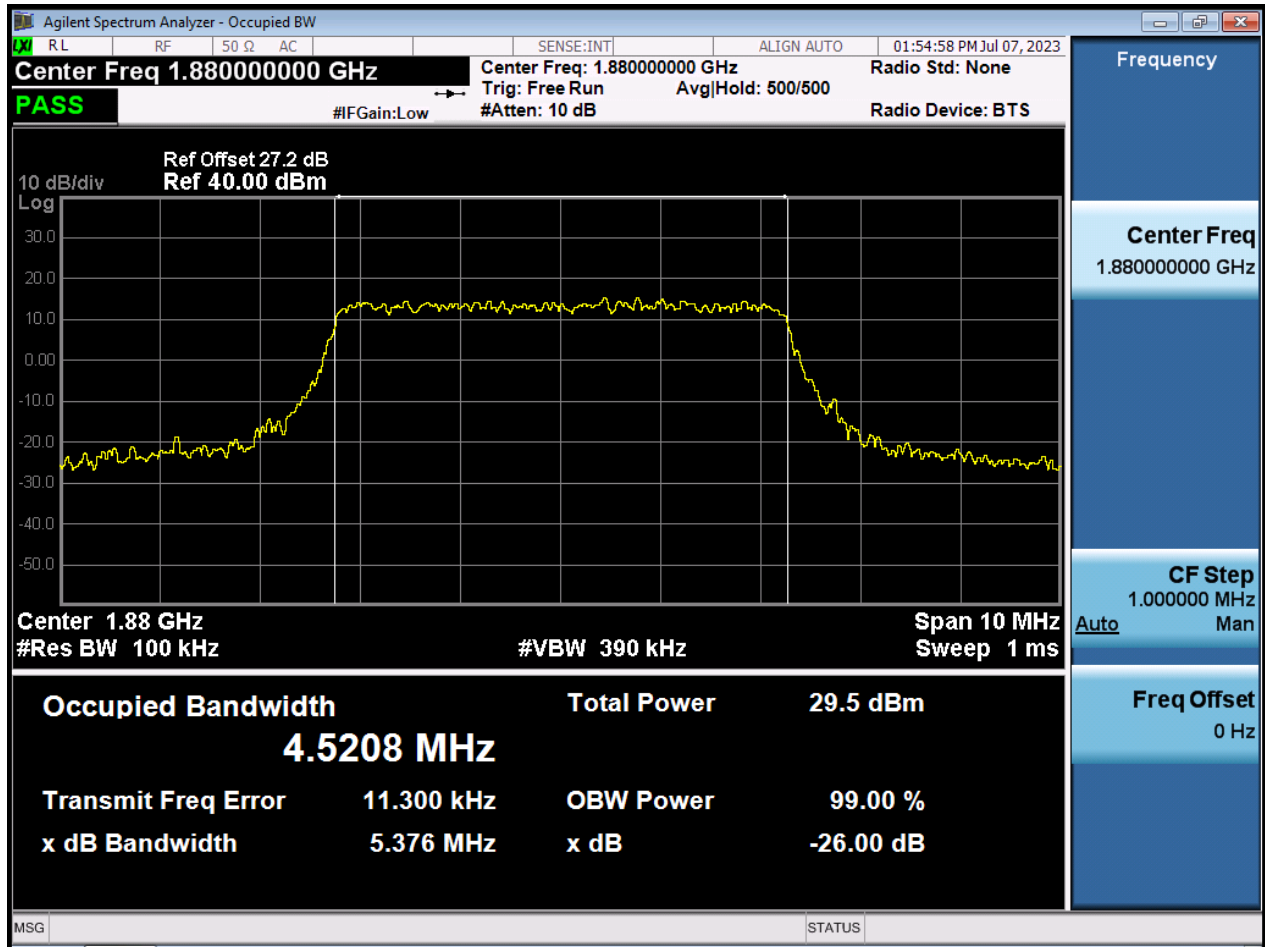 Agilent Spectrum Analyzer - Occupied BW
LXI RL RF 50 Ω AC SENSE:INT ALIGN AUTO 01:54:58 PM Jul 07, 2023
Center Freq 1.880000000 GHz
Center Freq: 1.880000000 GHz
Radio Std: None
Trig: Free Run Avg|Hold: 500/500
PASS
#IFGain:Low
#Atten: 10 dB
Radio Device: BTS
Ref Offset 27.2 dB
10 dB/div Ref 40.00 dBm
Log
30.0
20.0
10.0
0.00
-10.0
-20.0
-30.0
-40.0
-50.0
Center 1.88 GHz Span 10 MHz
#Res BW 100 kHz #VBW 390 kHz Sweep 1 ms
Occupied Bandwidth Total Power 29.5 dBm
4.5208 MHz
Transmit Freq Error 11.300 kHz OBW Power 99.00 %
x dB Bandwidth 5.376 MHz x dB -26.00 dB
MSG STATUS
Frequency
Center Freq
1.880000000 GHz
CF Step
1.000000 MHz
Auto Man
Freq Offset
0 Hz